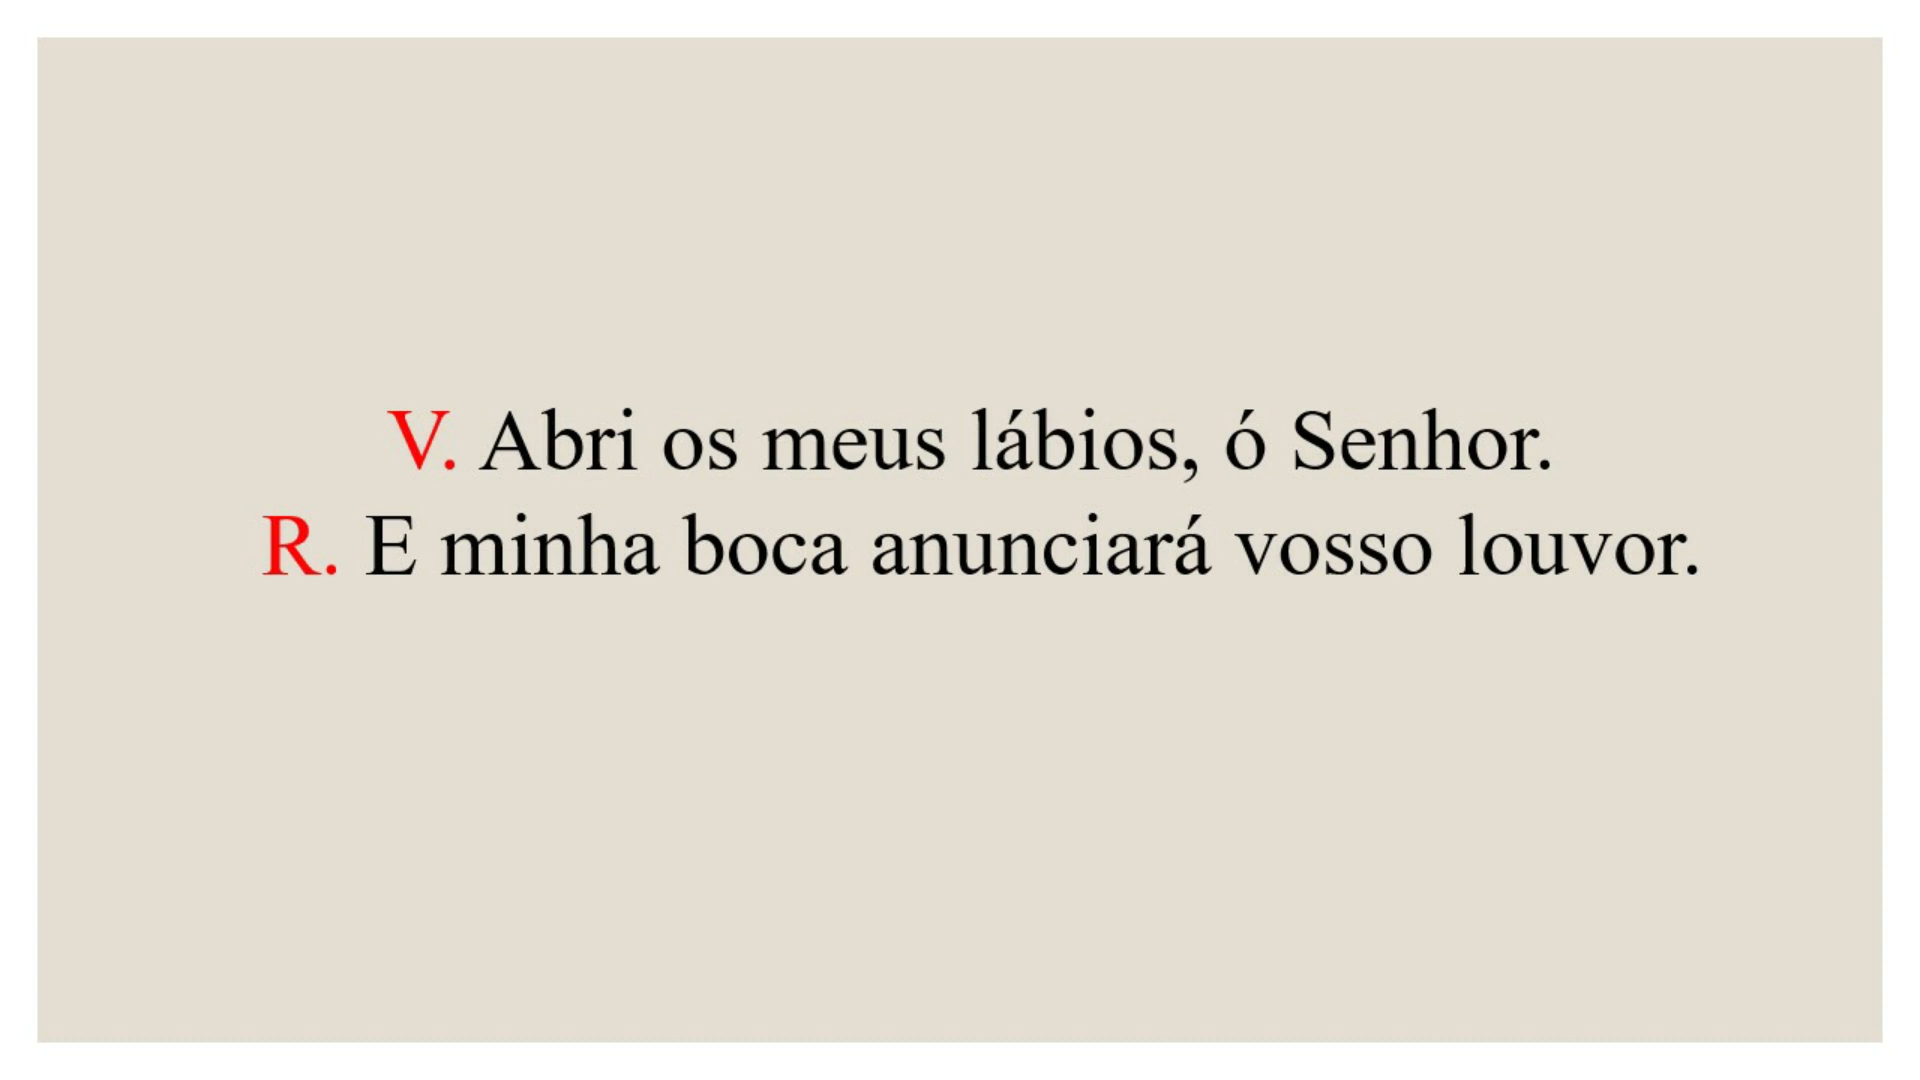 V. Abri os meus lábios, ó Senhor.
R. E minha boca anunciará vosso louvor.